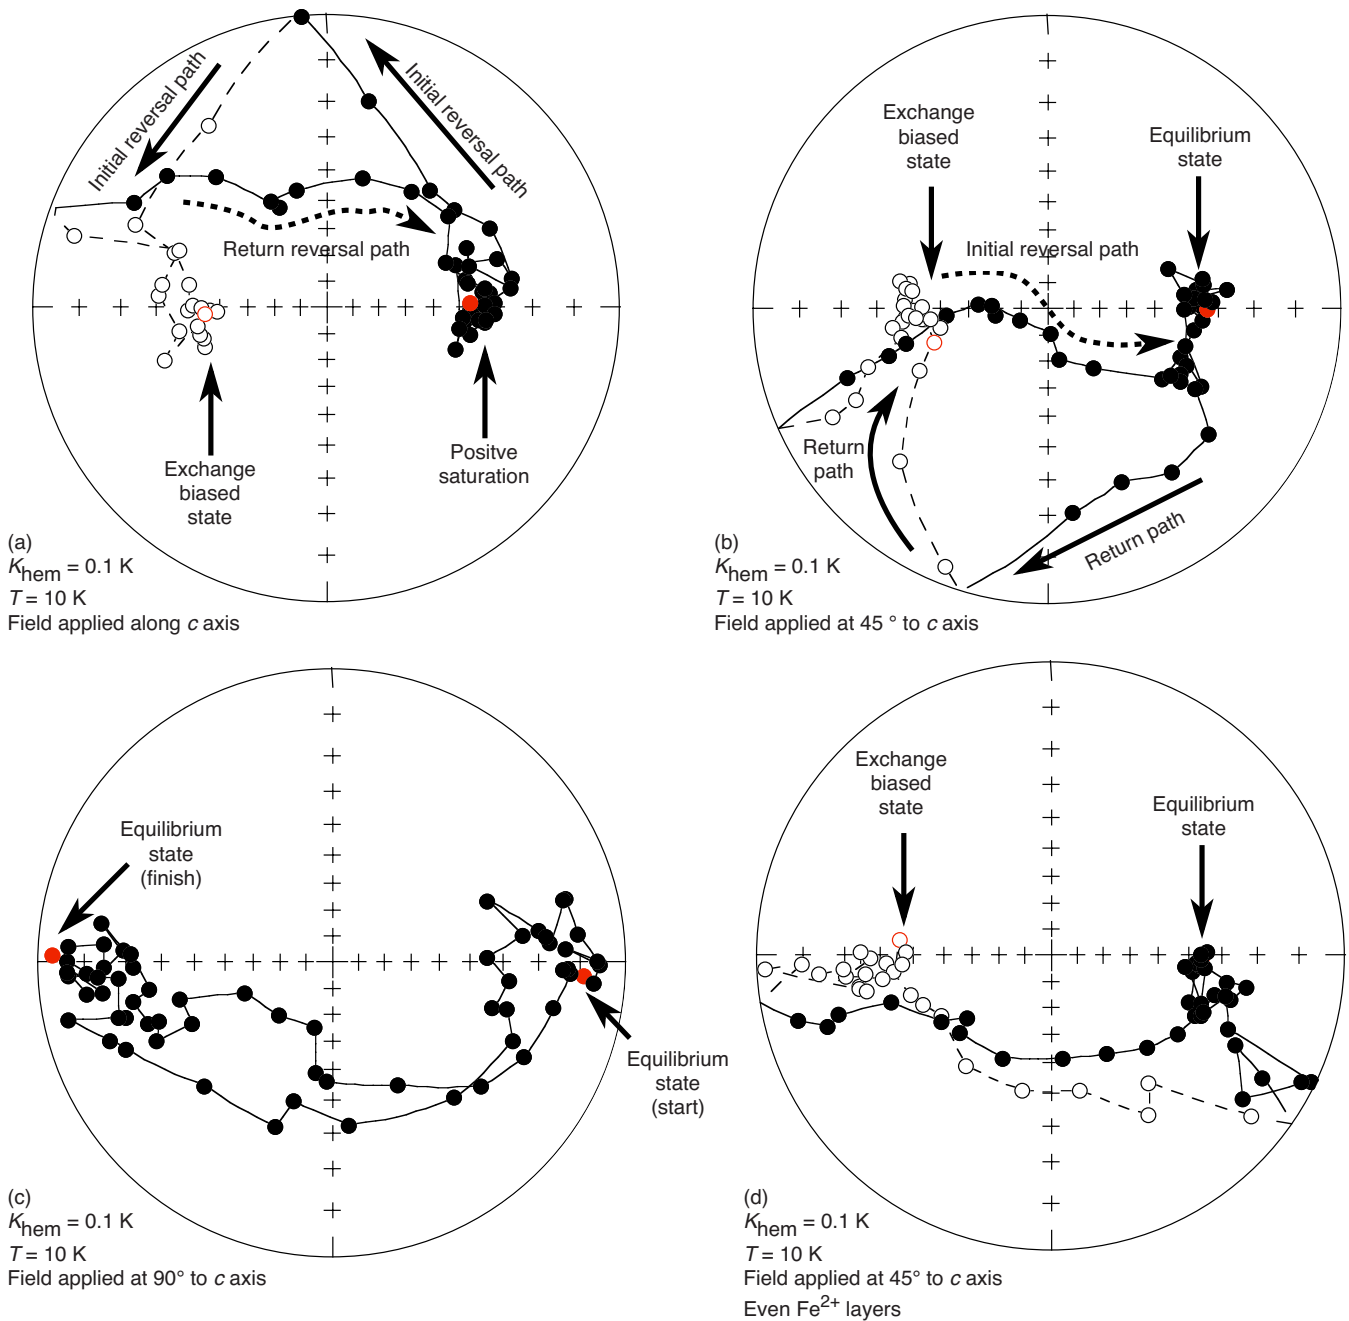 Initial reversal path
Initial reversal path
Return reversal path
Exchange
biased
state
Positve
saturation
(a)
Khem = 0.1 K
T = 10 K
Field applied along c axis
Exchange
biased
state
Equilibrium
state
Initial reversal path
Return
path
Return path
(b)
Khem = 0.1 K
T = 10 K
Field applied at 45 ° to c axis
Equilibrium
state
(finish)
Equilibrium
state
(start)
(c)
Khem = 0.1 K
T = 10 K
Field applied at 90° to c axis
Exchange
biased
state
Equilibrium
state
(d)
Khem = 0.1 K
T = 10 K
Field applied at 45° to c axis
Even Fe2+ layers